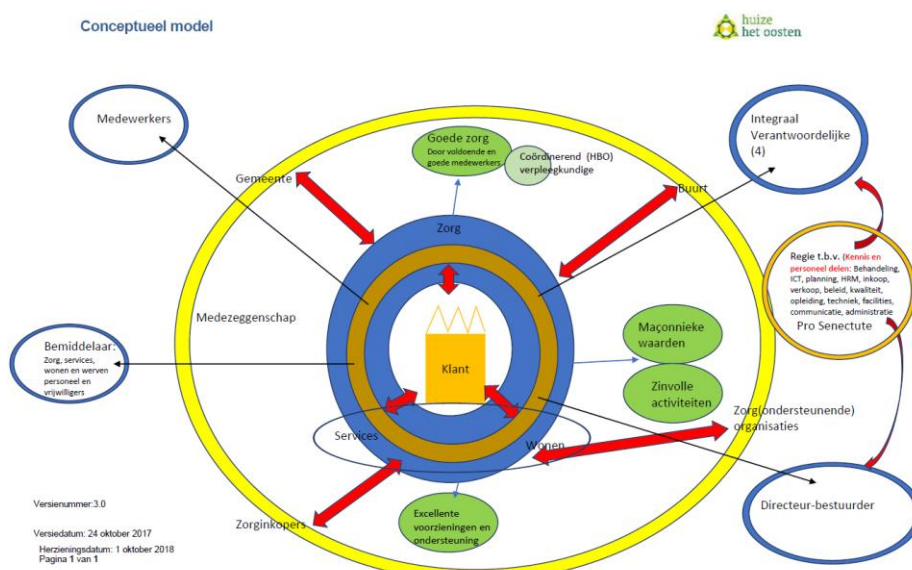 Conceptueel model
huize
het oosten
Medewerkers
Goede zorg
Door voldoende en
goede medewerkers
Coördinerend (HBO)
verpleegkundige
Integraal
Verantwoordelijke
(4)
Gemeente
Buurt
Zorg
Regie t.b.v. (Kennis en
personeel delen: Behandeling,
ICT, planning, HRM, inkoop,
verkoop, beleid, kwaliteit,
opleiding, techniek, facilities,
communicatie, administratie
Pro Senectute
Medezeggenschap
Maçonnieke
waarden
Bemiddelaar:
Zorg, services,
wonen en werven
personeel en
vrijwilligers
Klant
Zinvolle
activiteiten
Zorg(ondersteunende)
organisaties
Services
Wonen
Versienummer:3.0
Zorginkopers
Excellente
voorzieningen en
ondersteuning
Directeur-bestuurder
Versiedatum: 24 oktober 2017
Herzieningsdatum: 1 oktober 2018
Pagina 1 van 1